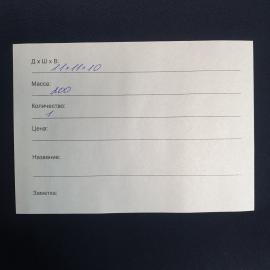 Д x Ш x В: 11×11×10
Масса: 200
Количество: 1
Цена:
Название:
Заметка: